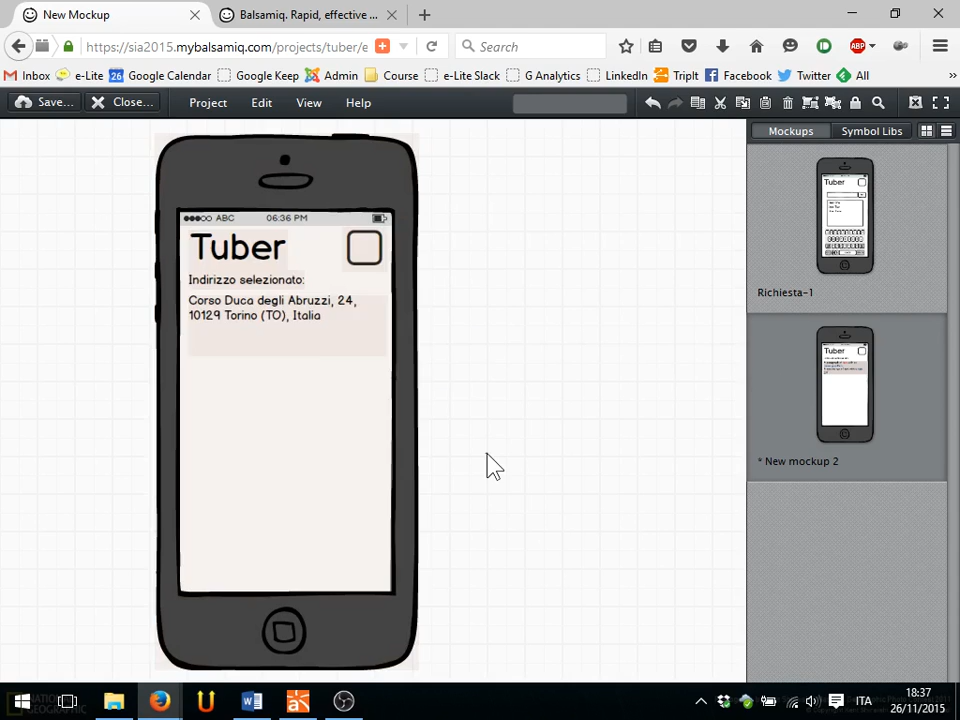 New Mockup
Balsamiq. Rapid, effective ...
https://sia2015.mybalsamiq.com/projects/tuber/e
Search
Inbox
e-Lite
26
Google Calendar
Google Keep
Admin
Course
e-Lite Slack
G Analytics
LinkedIn
TripIt
Facebook
Twitter
All
Save...
Close...
Project
Edit
View
Help
Mockups
Symbol Libs
ABC
06:36 PM
Tuber
Indirizzo selezionato:
Corso Duca degli Abruzzi, 24,
10129 Torino (TO), Italia
Tuber
Richiesta-1
Tuber
* New mockup 2
ITA
18:37
26/11/2015